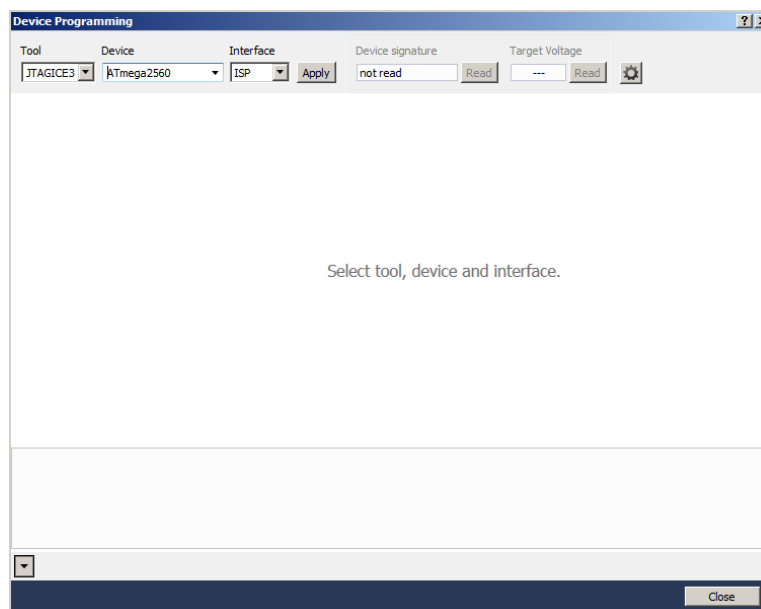 Device Programming
Tool Device Interface Device signature Target Voltage
JTAGICE3 ATmega2560 ISP Apply not read Read --- Read
Select tool, device and interface.
Close